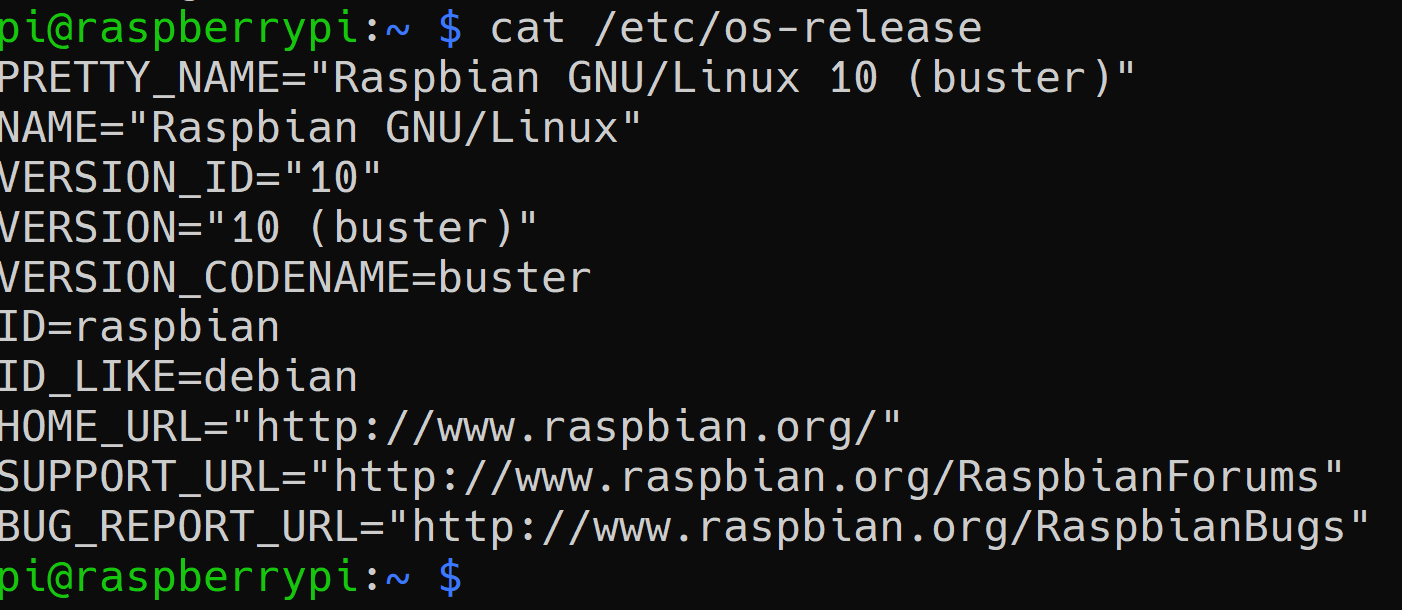 pi@raspberrypi:~ $ cat /etc/os-release
PRETTY_NAME="Raspbian GNU/Linux 10 (buster)"
NAME="Raspbian GNU/Linux"
VERSION_ID="10"
VERSION="10 (buster)"
VERSION_CODENAME=buster
ID=raspbian
ID_LIKE=debian
HOME_URL="http://www.raspbian.org/"
SUPPORT_URL="http://www.raspbian.org/RaspbianForums"
BUG_REPORT_URL="http://www.raspbian.org/RaspbianBugs"
pi@raspberrypi:~ $